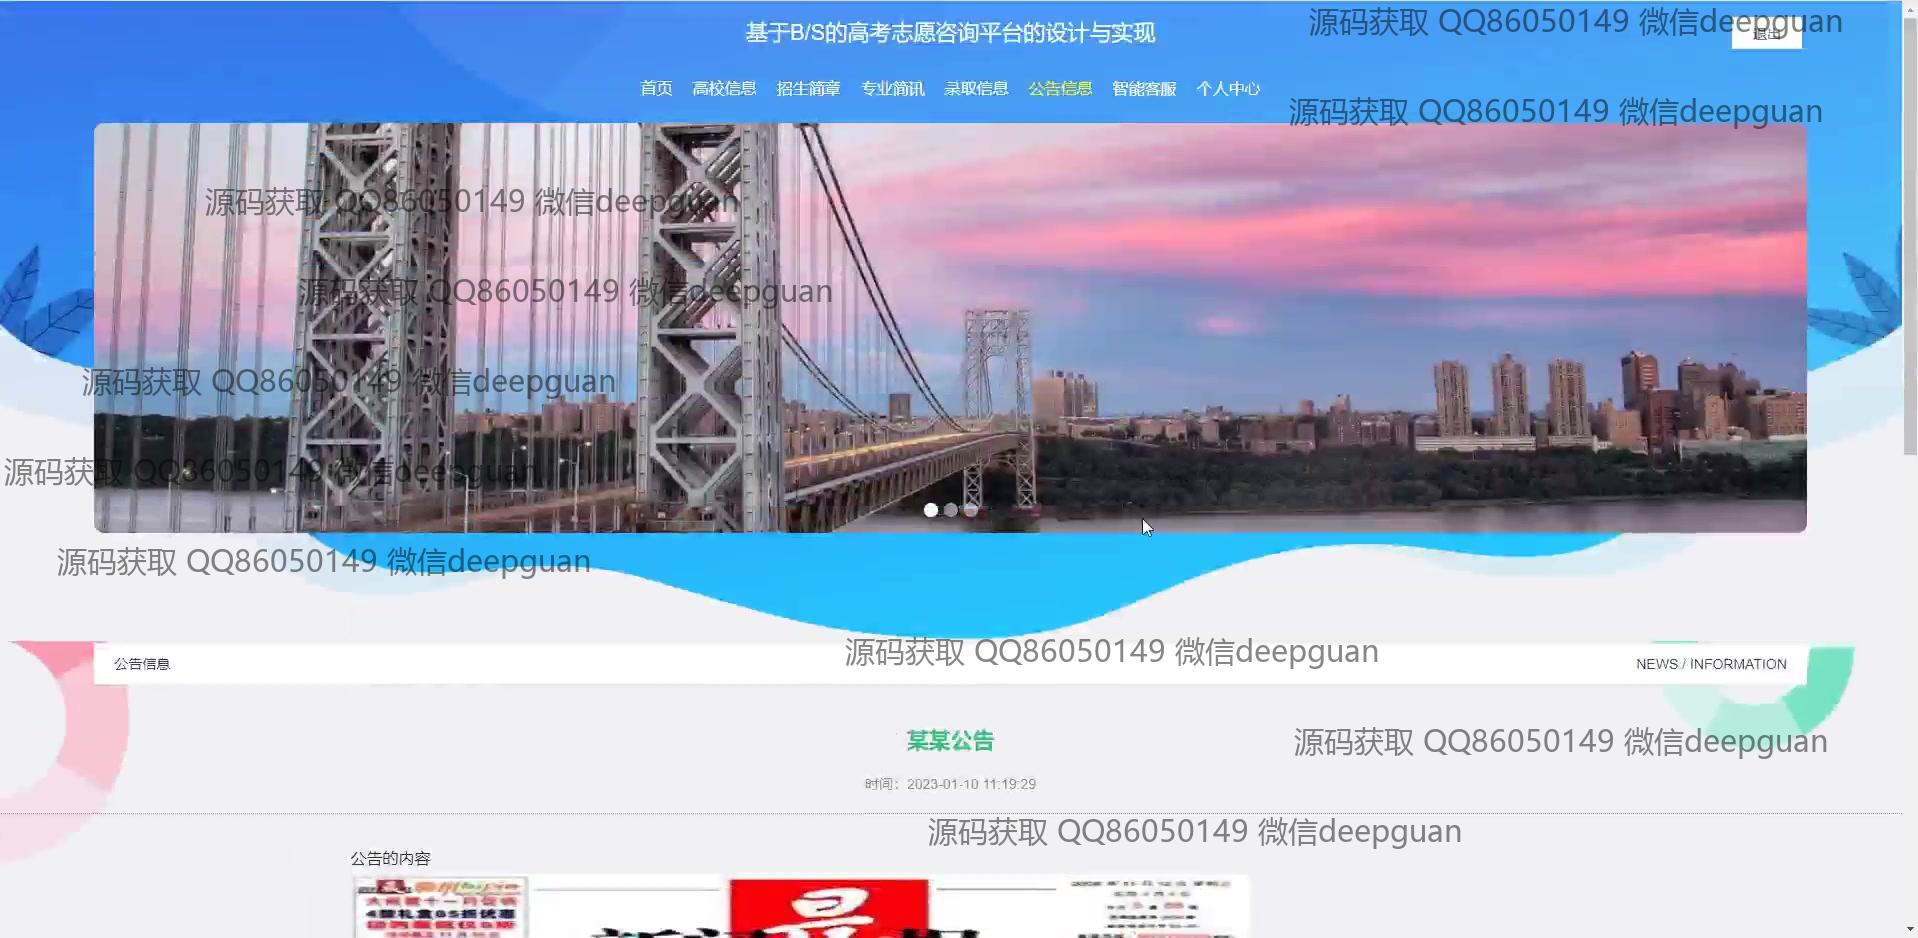 基于B/S的高考志愿咨询平台的设计与实现
源码获取 QQ86050149 微信deepguan
退出
首页 高校信息 招生简章 专业简讯 录取信息 公告信息 智能客服 个人中心
源码获取 QQ86050149 微信deepguan
源码获取 QQ86050149 微信deepguan
源码获取 QQ86050149 微信deepguan
源码获取 QQ86050149 微信deepguan
源码获取 QQ86050149 微信deepguan
源码获取 QQ86050149 微信deepguan
源码获取 QQ86050149 微信deepguan
公告信息
NEWS / INFORMATION
某某公告
源码获取 QQ86050149 微信deepguan
时间：2023-01-10 11:19:29
源码获取 QQ86050149 微信deepguan
公告的内容